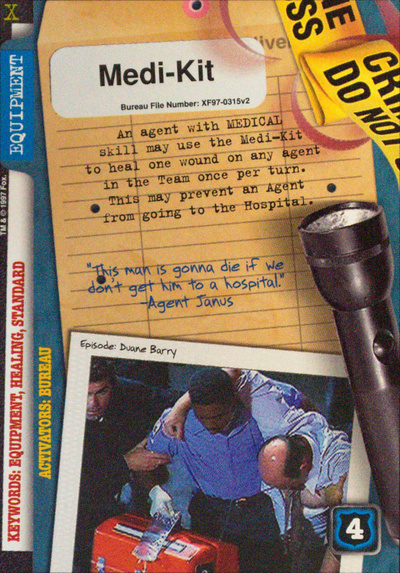 X
EQUIPMENT
TM & © 1997 Fox.
KEYWORDS: EQUIPMENT, HEALING, STANDARD
ACTIVATORS: BUREAU
Medi-Kit
Bureau File Number: XF97-0315v2
An agent with MEDICAL
skill may use the Medi-Kit
to heal one wound on any agent
in the Team once per turn.
This may prevent an Agent
from going to the Hospital.
"This man is gonna die if we
don't get him to a hospital."
-Agent Janus
Episode: Duane Barry
4
DO NO